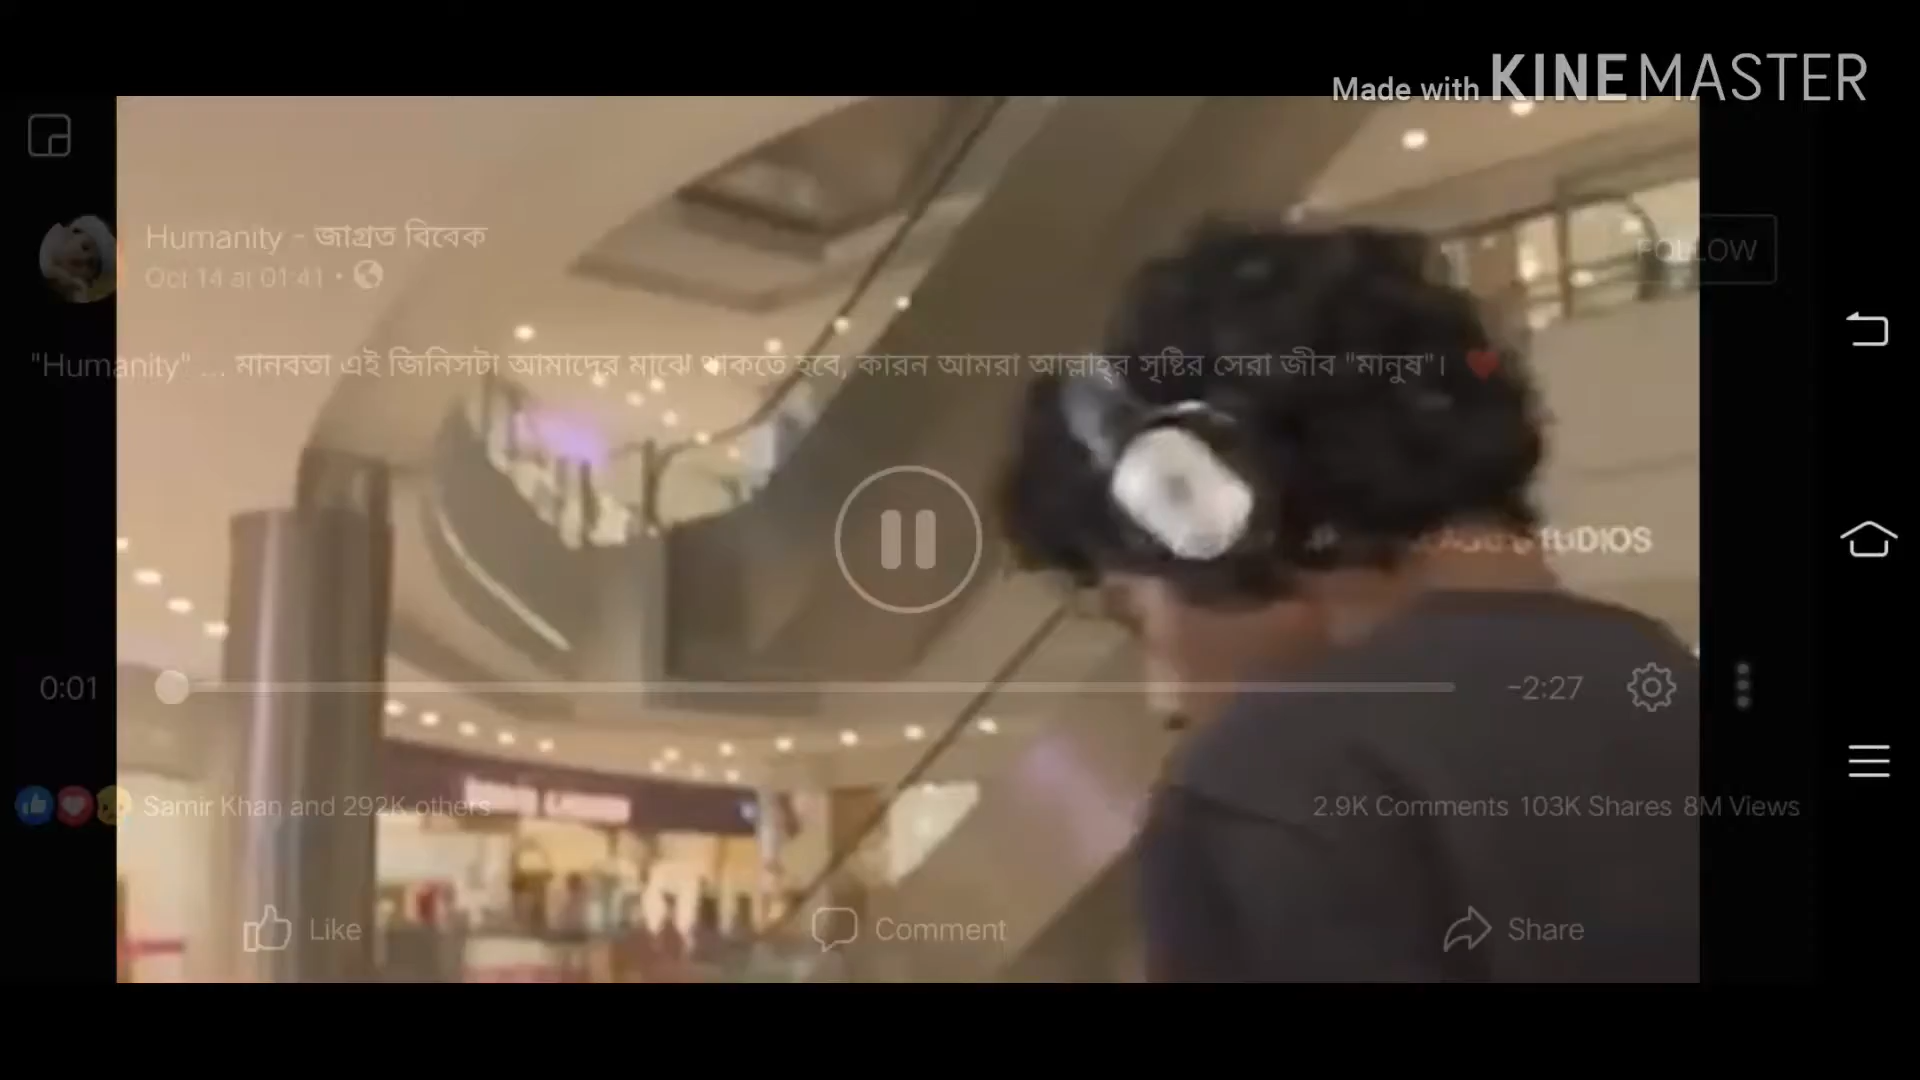 Made with KINEMASTER
Humanity - জাগ্রত বিবেক
Oct 14 at 01:41 •
FOLLOW
"Humanity" ... মানবতা এই জিনিসটা আমাদের মাঝে থাকতে হবে, কারন আমরা আল্লাহ্‌র সৃষ্টির সেরা জীব "মানুষ"। ❤
0:01
-2:27
Samir Khan and 292K others
2.9K Comments 103K Shares 8M Views
Like
Comment
Share